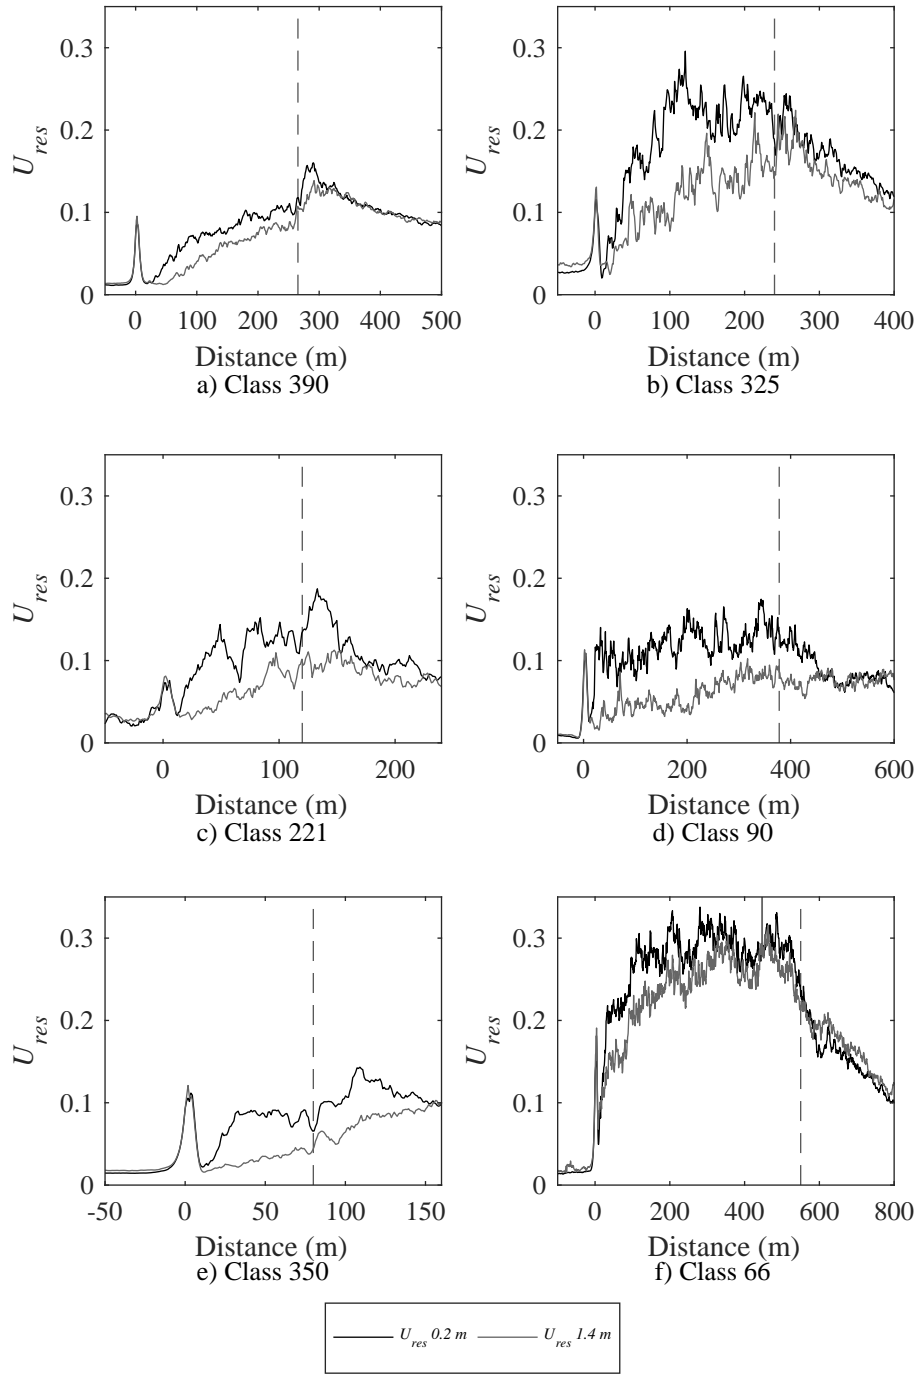 0.3
0.2
0.1
0
U_res
0 100 200 300 400 500
Distance (m)
a) Class 390
0.3
0.2
0.1
0
U_res
0 100 200 300 400
Distance (m)
b) Class 325
0.3
0.2
0.1
0
U_res
0 100 200
Distance (m)
c) Class 221
0.3
0.2
0.1
0
U_res
0 200 400 600
Distance (m)
d) Class 90
0.3
0.2
0.1
0
U_res
-50 0 50 100 150
Distance (m)
e) Class 350
0.3
0.2
0.1
0
U_res
0 200 400 600 800
Distance (m)
f) Class 66
U_res 0.2 m U_res 1.4 m